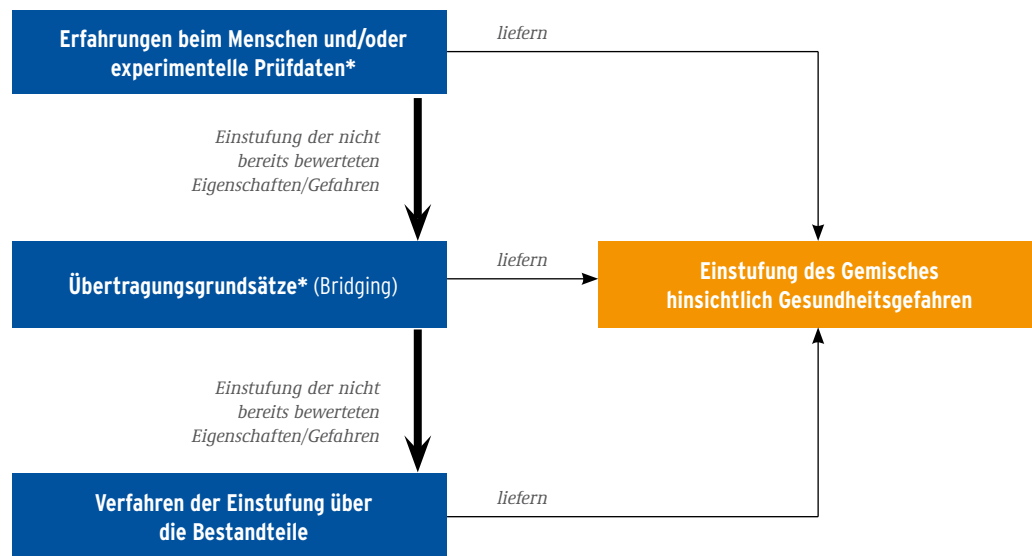 Erfahrungen beim Menschen und/oder
experimentelle Prüfdaten*
liefern
Einstufung der nicht
bereits bewerteten
Eigenschaften/Gefahren
Übertragungsgrundsätze* (Bridging)
liefern
Einstufung des Gemisches
hinsichtlich Gesundheitsgefahren
Einstufung der nicht
bereits bewerteten
Eigenschaften/Gefahren
Verfahren der Einstufung über
die Bestandteile
liefern